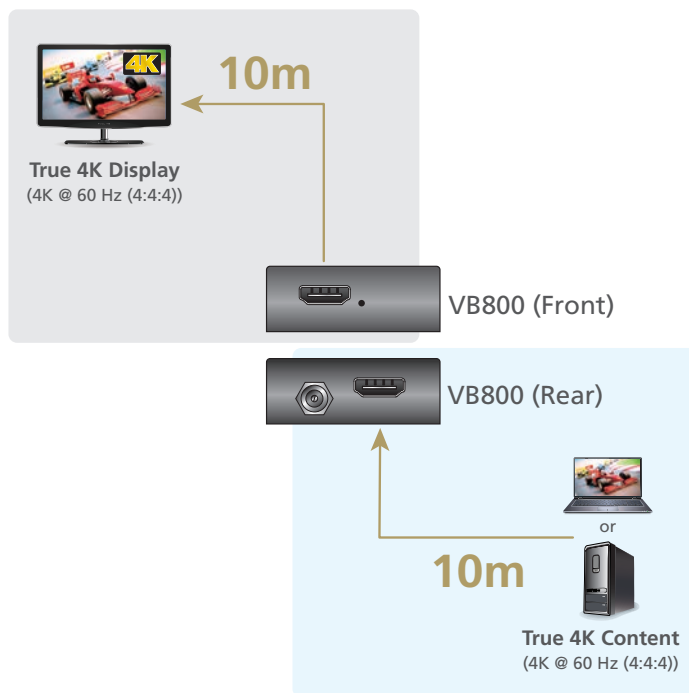 4K
10m
True 4K Display
(4K @ 60 Hz (4:4:4))
VB800 (Front)
VB800 (Rear)
or
10m
True 4K Content
(4K @ 60 Hz (4:4:4))